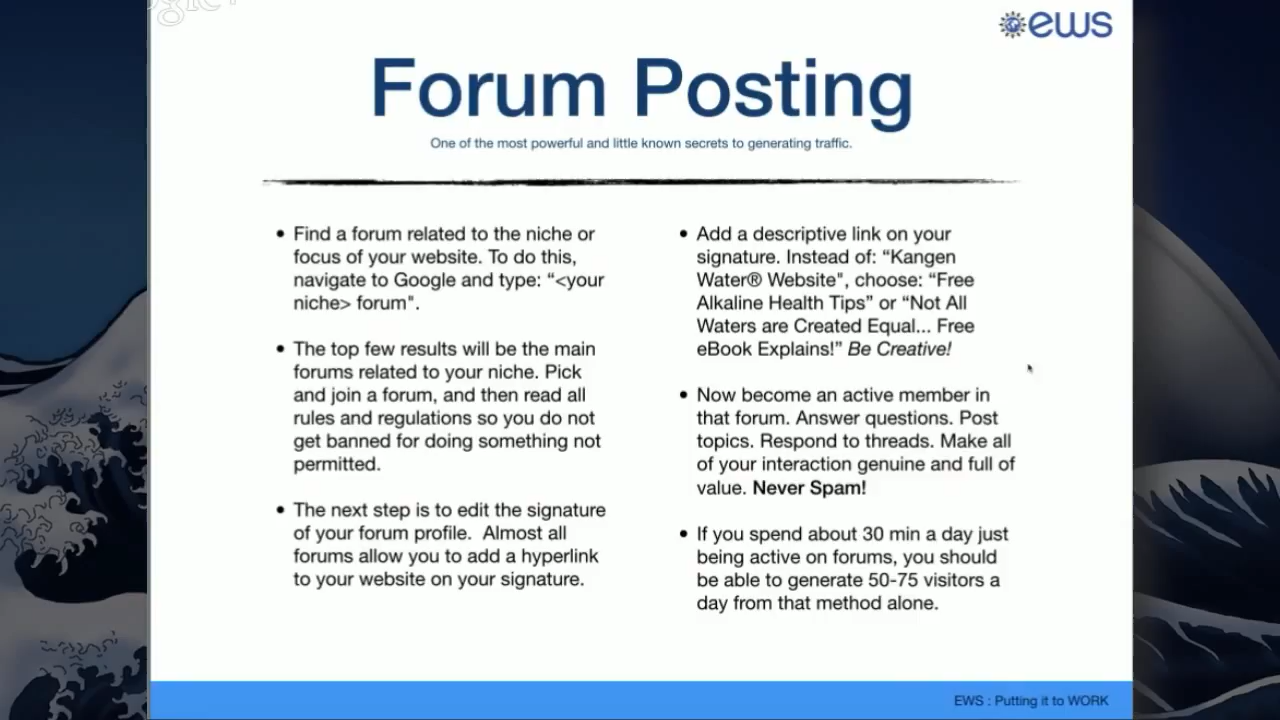 ews
Forum Posting
One of the most powerful and little known secrets to generating traffic.
• Find a forum related to the niche or
focus of your website. To do this,
navigate to Google and type: “<your
niche> forum".
• The top few results will be the main
forums related to your niche. Pick
and join a forum, and then read all
rules and regulations so you do not
get banned for doing something not
permitted.
• The next step is to edit the signature
of your forum profile.  Almost all
forums allow you to add a hyperlink
to your website on your signature.
• Add a descriptive link on your
signature. Instead of: “Kangen
Water® Website", choose: “Free
Alkaline Health Tips” or “Not All
Waters are Created Equal... Free
eBook Explains!” Be Creative!
• Now become an active member in
that forum. Answer questions. Post
topics. Respond to threads. Make all
of your interaction genuine and full of
value. Never Spam!
• If you spend about 30 min a day just
being active on forums, you should
be able to generate 50-75 visitors a
day from that method alone.
EWS : Putting it to WORK